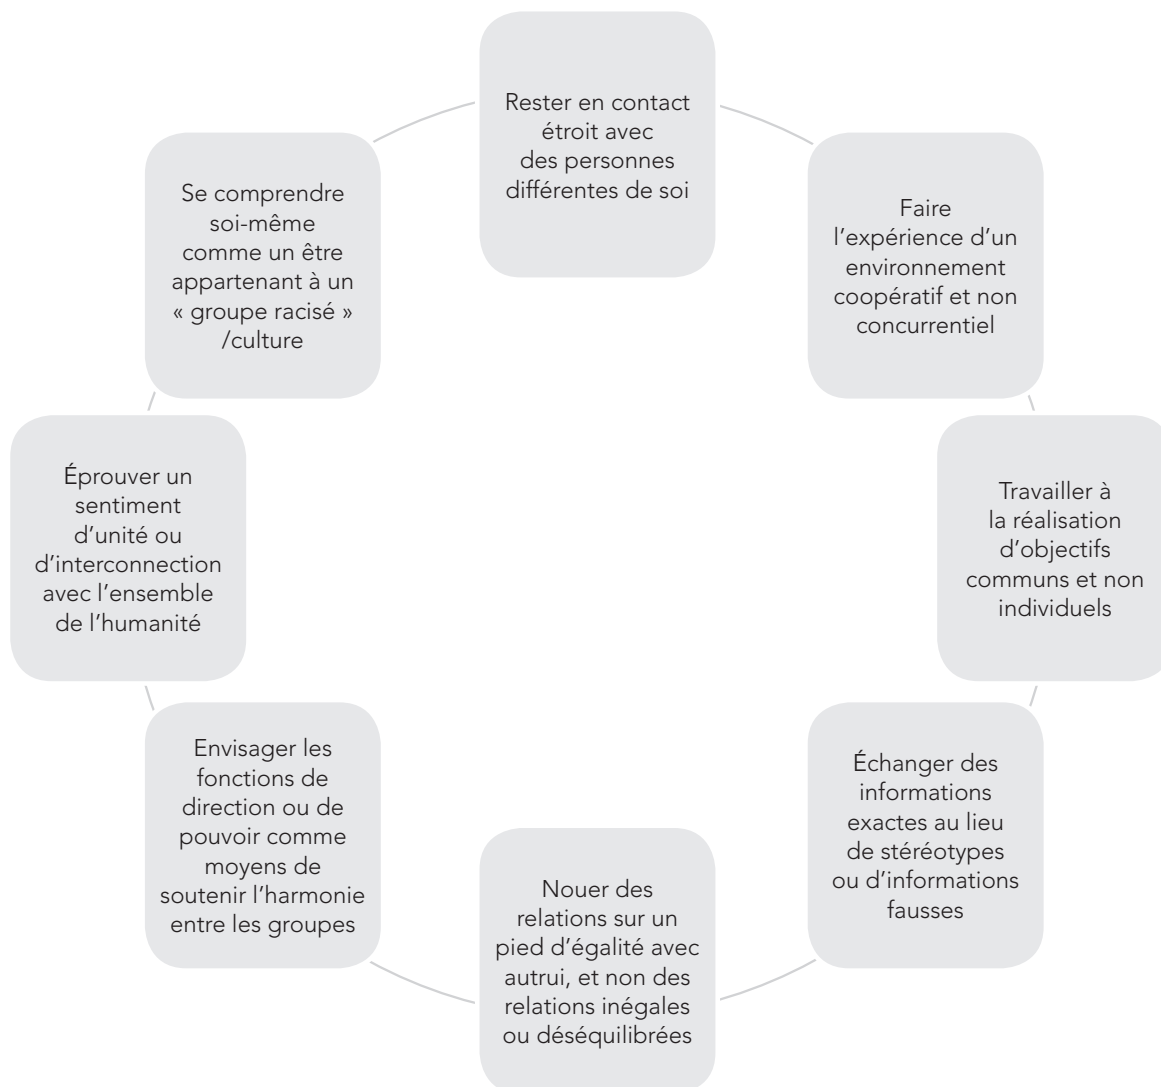 Rester en contact
étroit avec
des personnes
différentes de soi
Faire
l'expérience d'un
environnement
coopératif et non
concurrentiel
Travailler à
la réalisation
d'objectifs
communs et non
individuels
Échanger des
informations
exactes au lieu
de stéréotypes
ou d'informations
fausses
Nouer des
relations sur un
pied d'égalité avec
autrui, et non des
relations inégales
ou déséquilibrées
Envisager les
fonctions de
direction ou de
pouvoir comme
moyens de
soutenir l'harmonie
entre les groupes
Éprouver un
sentiment
d'unité ou
d'interconnection
avec l'ensemble
de l'humanité
Se comprendre
soi-même
comme un être
appartenant à un
« groupe racisé »
/culture